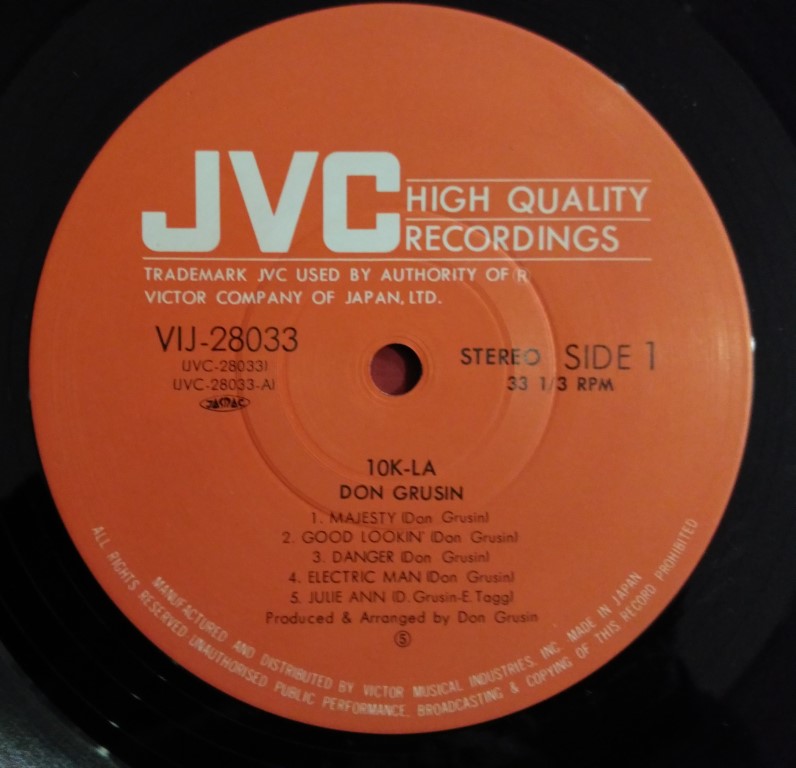 JVC
HIGH QUALITY
RECORDINGS
TRADEMARK JVC USED BY AUTHORITY OF (R)
VICTOR COMPANY OF JAPAN, LTD.
VIJ-28033
(JVC-28033)
(JVC-28033-A)
JASRAC
STEREO SIDE 1
33 1/3 RPM
10K-LA
DON GRUSIN
1. MAJESTY (Don Grusin)
2. GOOD LOOKIN' (Don Grusin)
3. DANGER (Don Grusin)
4. ELECTRIC MAN (Don Grusin)
5. JULIE ANN (D. Grusin-E. Tagg)
Produced & Arranged by Don Grusin
⑤
MANUFACTURED AND DISTRIBUTED BY VICTOR MUSICAL INDUSTRIES, INC. MADE IN JAPAN
ALL RIGHTS RESERVED UNAUTHORISED PUBLIC PERFORMANCE, BROADCASTING & COPYING OF THIS RECORD PROHIBITED